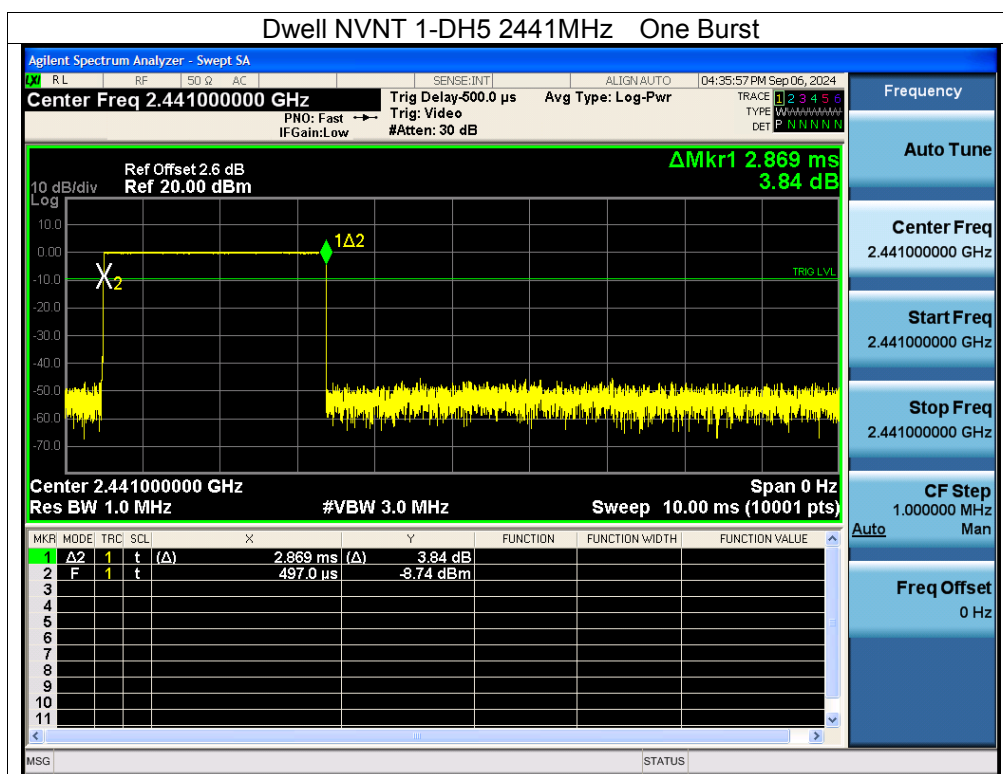 Dwell NVNT 1-DH5 2441MHz One Burst
Agilent Spectrum Analyzer - Swept SA
LXI RL RF 50 Ω AC SENSE:INT ALIGN AUTO 04:35:57 PM Sep 06, 2024
Center Freq 2.441000000 GHz Trig Delay-500.0 µs Avg Type: Log-Pwr TRACE 1 2 3 4 5 6
PNO: Fast Trig: Video TYPE WWWWWW
IFGain:Low #Atten: 30 dB DET P N N N N N
Frequency
Auto Tune
Center Freq
2.441000000 GHz
Start Freq
2.441000000 GHz
Stop Freq
2.441000000 GHz
CF Step
1.000000 MHz
Auto Man
Freq Offset
0 Hz
Ref Offset 2.6 dB ΔMkr1 2.869 ms
10 dB/div Ref 20.00 dBm 3.84 dB
Log
10.0
0.00
-10.0
-20.0
-30.0
-40.0
-50.0
-60.0
-70.0
1Δ2
2
TRIG LVL
Center 2.441000000 GHz Span 0 Hz
Res BW 1.0 MHz #VBW 3.0 MHz Sweep 10.00 ms (10001 pts)
MKR MODE TRC SCL X Y FUNCTION FUNCTION WIDTH FUNCTION VALUE
1 Δ2 1 t (Δ) 2.869 ms (Δ) 3.84 dB
2 F 1 t 497.0 µs -8.74 dBm
3
4
5
6
7
8
9
10
11
MSG STATUS